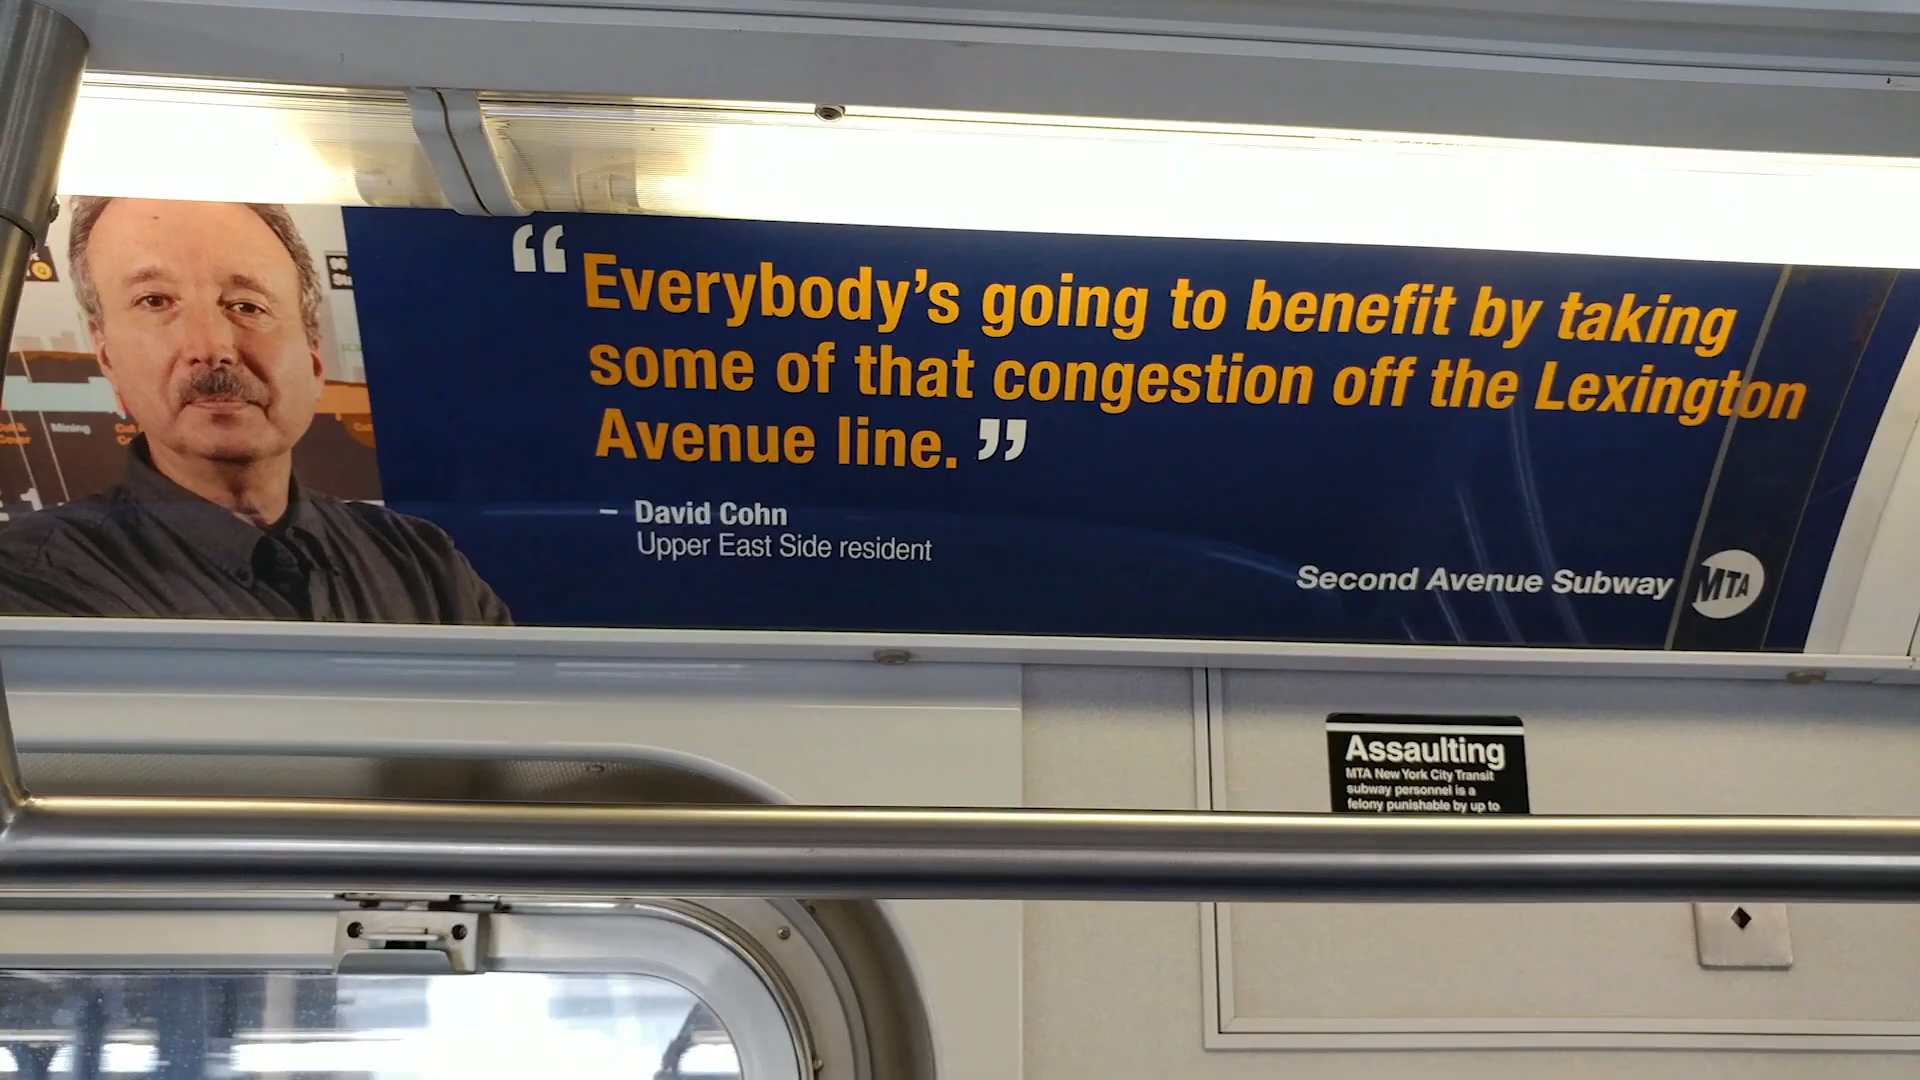 “Everybody’s going to benefit by taking
some of that congestion off the Lexington
Avenue line.”
– David Cohn
Upper East Side resident
Second Avenue Subway
MTA
Mining
Assaulting
MTA New York City Transit
subway personnel is a
felony punishable by up to